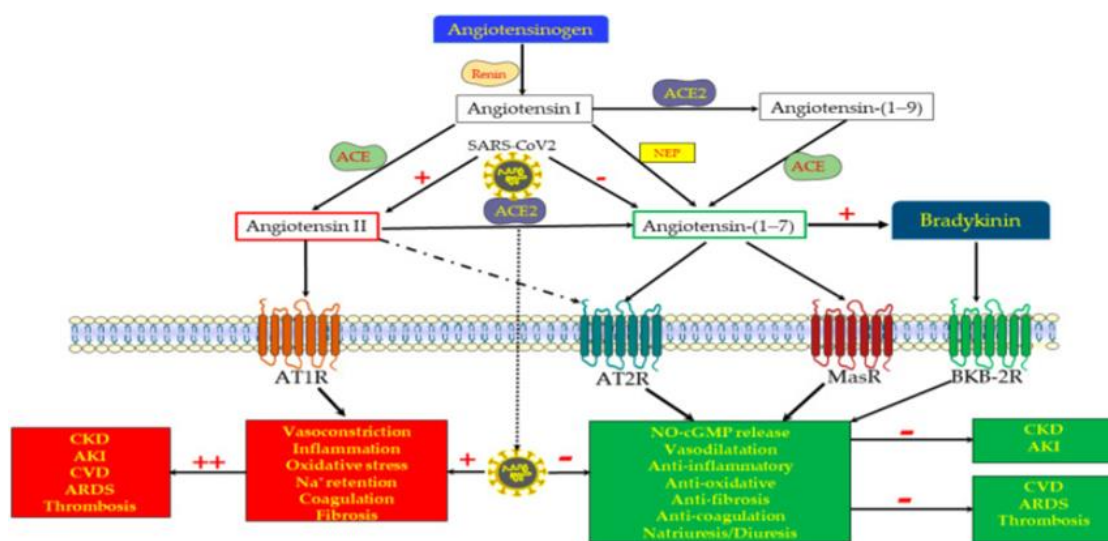 Angiotensinogen
Renin
Angiotensin I
ACE2
Angiotensin-(1–9)
SARS-CoV2
NEP
ACE
ACE
+
-
ACE2
Angiotensin II
Angiotensin-(1–7)
+
Bradykinin
AT1R
AT2R
MasR
BKB-2R
CKD
AKI
CVD
ARDS
Thrombosis
++
Vasoconstriction
Inflammation
Oxidative stress
Na⁺ retention
Coagulation
Fibrosis
+
-
NO-cGMP release
Vasodilatation
Anti-inflammatory
Anti-oxidative
Anti-fibrosis
Anti-coagulation
Natriuresis/Diuresis
-
CKD
AKI
-
CVD
ARDS
Thrombosis